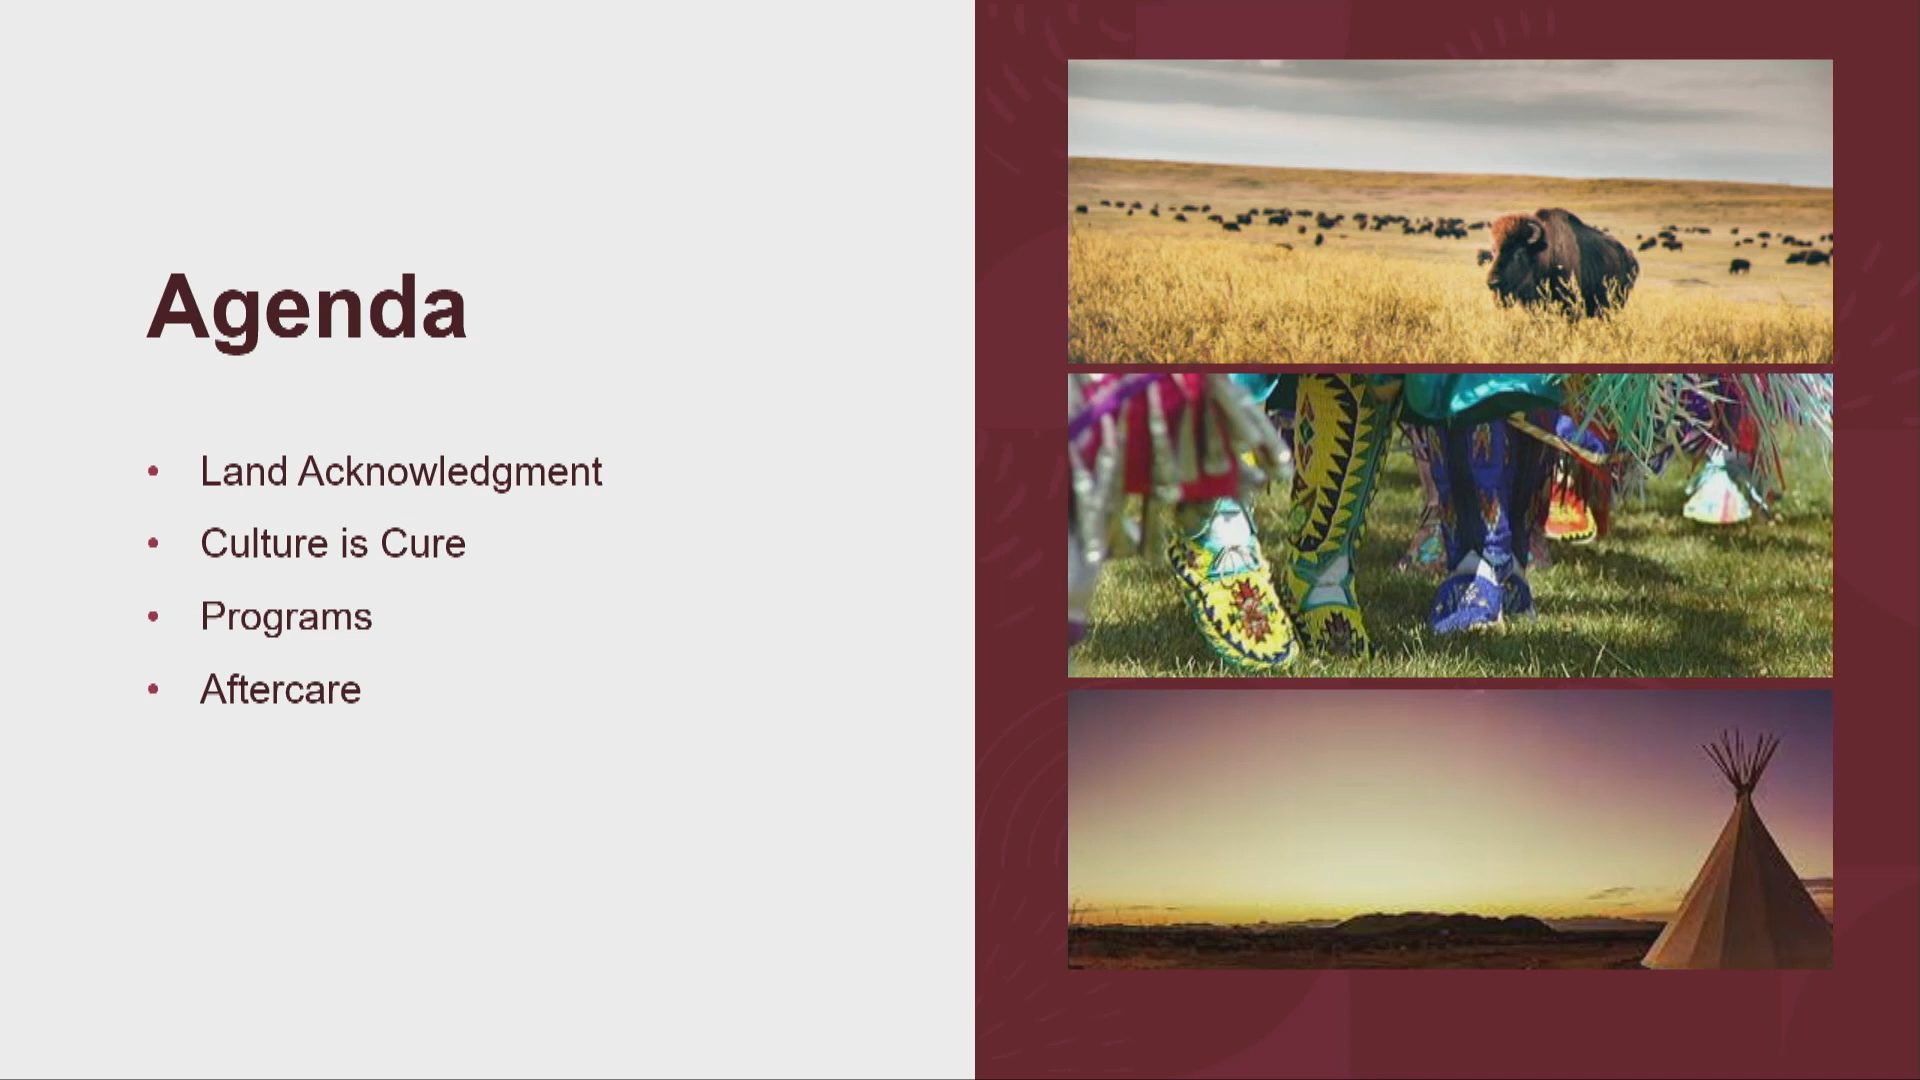 Agenda
• Land Acknowledgment
• Culture is Cure
• Programs
• Aftercare